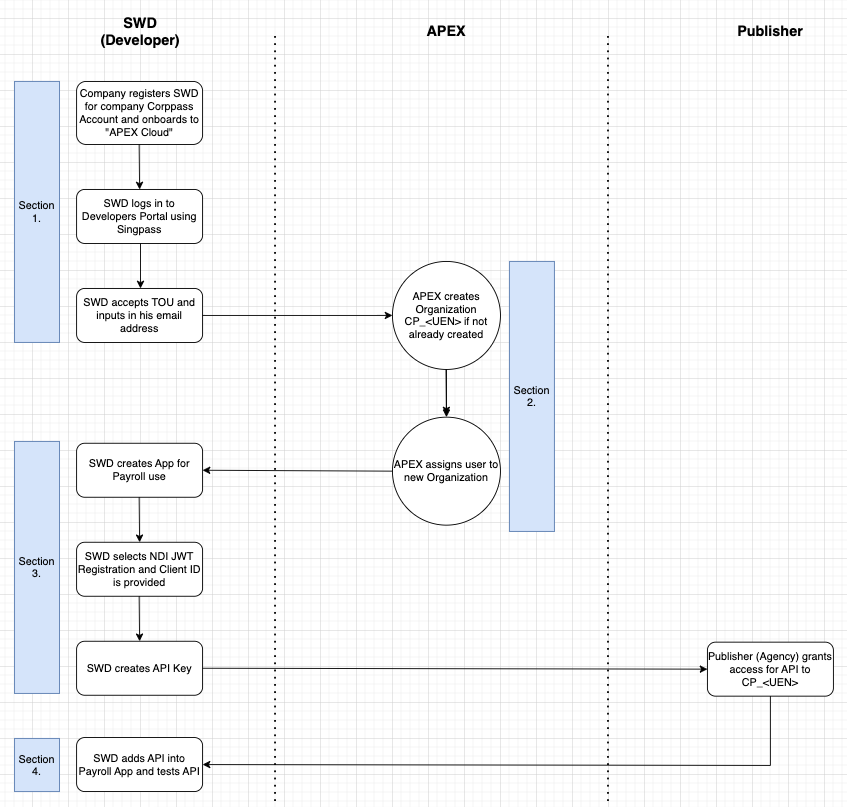 SWD
(Developer)
APEX
Publisher
Section
1.
Company registers SWD
for company Corppass
Account and onboards to
"APEX Cloud"
SWD logs in to
Developers Portal using
Singpass
SWD accepts TOU and
inputs in his email
address
APEX creates
Organization
CP_<UEN> if not
already created
Section
2.
APEX assigns user to
new Organization
Section
3.
SWD creates App for
Payroll use
SWD selects NDI JWT
Registration and Client ID
is provided
SWD creates API Key
Publisher (Agency) grants
access for API to
CP_<UEN>
Section
4.
SWD adds API into
Payroll App and tests API